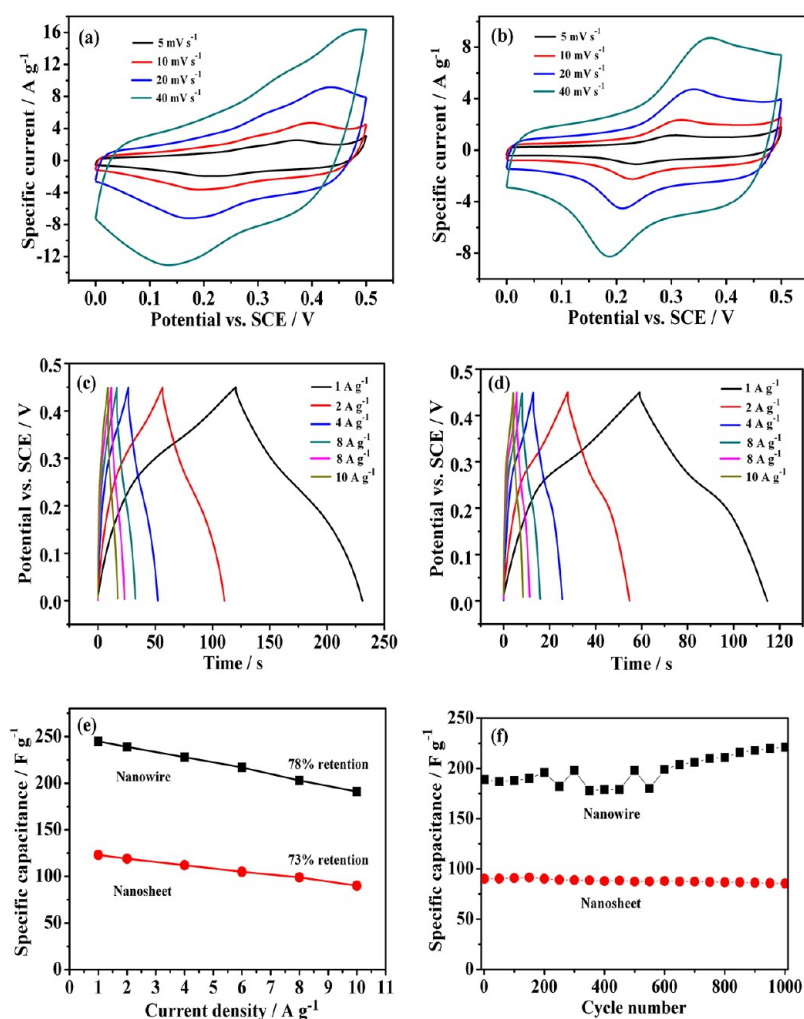 (a)
5 mV s-1
10 mV s-1
20 mV s-1
40 mV s-1
16
12
8
4
0
-4
-8
-12
Specific current / A g-1
0.0 0.1 0.2 0.3 0.4 0.5
Potential vs. SCE / V
(b)
5 mV s-1
10 mV s-1
20 mV s-1
40 mV s-1
8
4
0
-4
-8
Specific current / A g-1
0.0 0.1 0.2 0.3 0.4 0.5
Potential vs. SCE / V
(c)
1 A g-1
2 A g-1
4 A g-1
8 A g-1
8 A g-1
10 A g-1
0.5
0.4
0.3
0.2
0.1
0.0
Potential vs. SCE / V
0 50 100 150 200 250
Time / s
(d)
1 A g-1
2 A g-1
4 A g-1
8 A g-1
8 A g-1
10 A g-1
0.5
0.4
0.3
0.2
0.1
0.0
Potential vs. SCE / V
0 20 40 60 80 100 120
Time / s
(e)
250
200
150
100
50
0
Specific capacitance / F g-1
78% retention
Nanowire
73% retention
Nanosheet
0 1 2 3 4 5 6 7 8 9 10 11
Current density / A g-1
(f)
250
200
150
100
50
0
Specific capacitance / F g-1
Nanowire
Nanosheet
0 200 400 600 800 1000
Cycle number